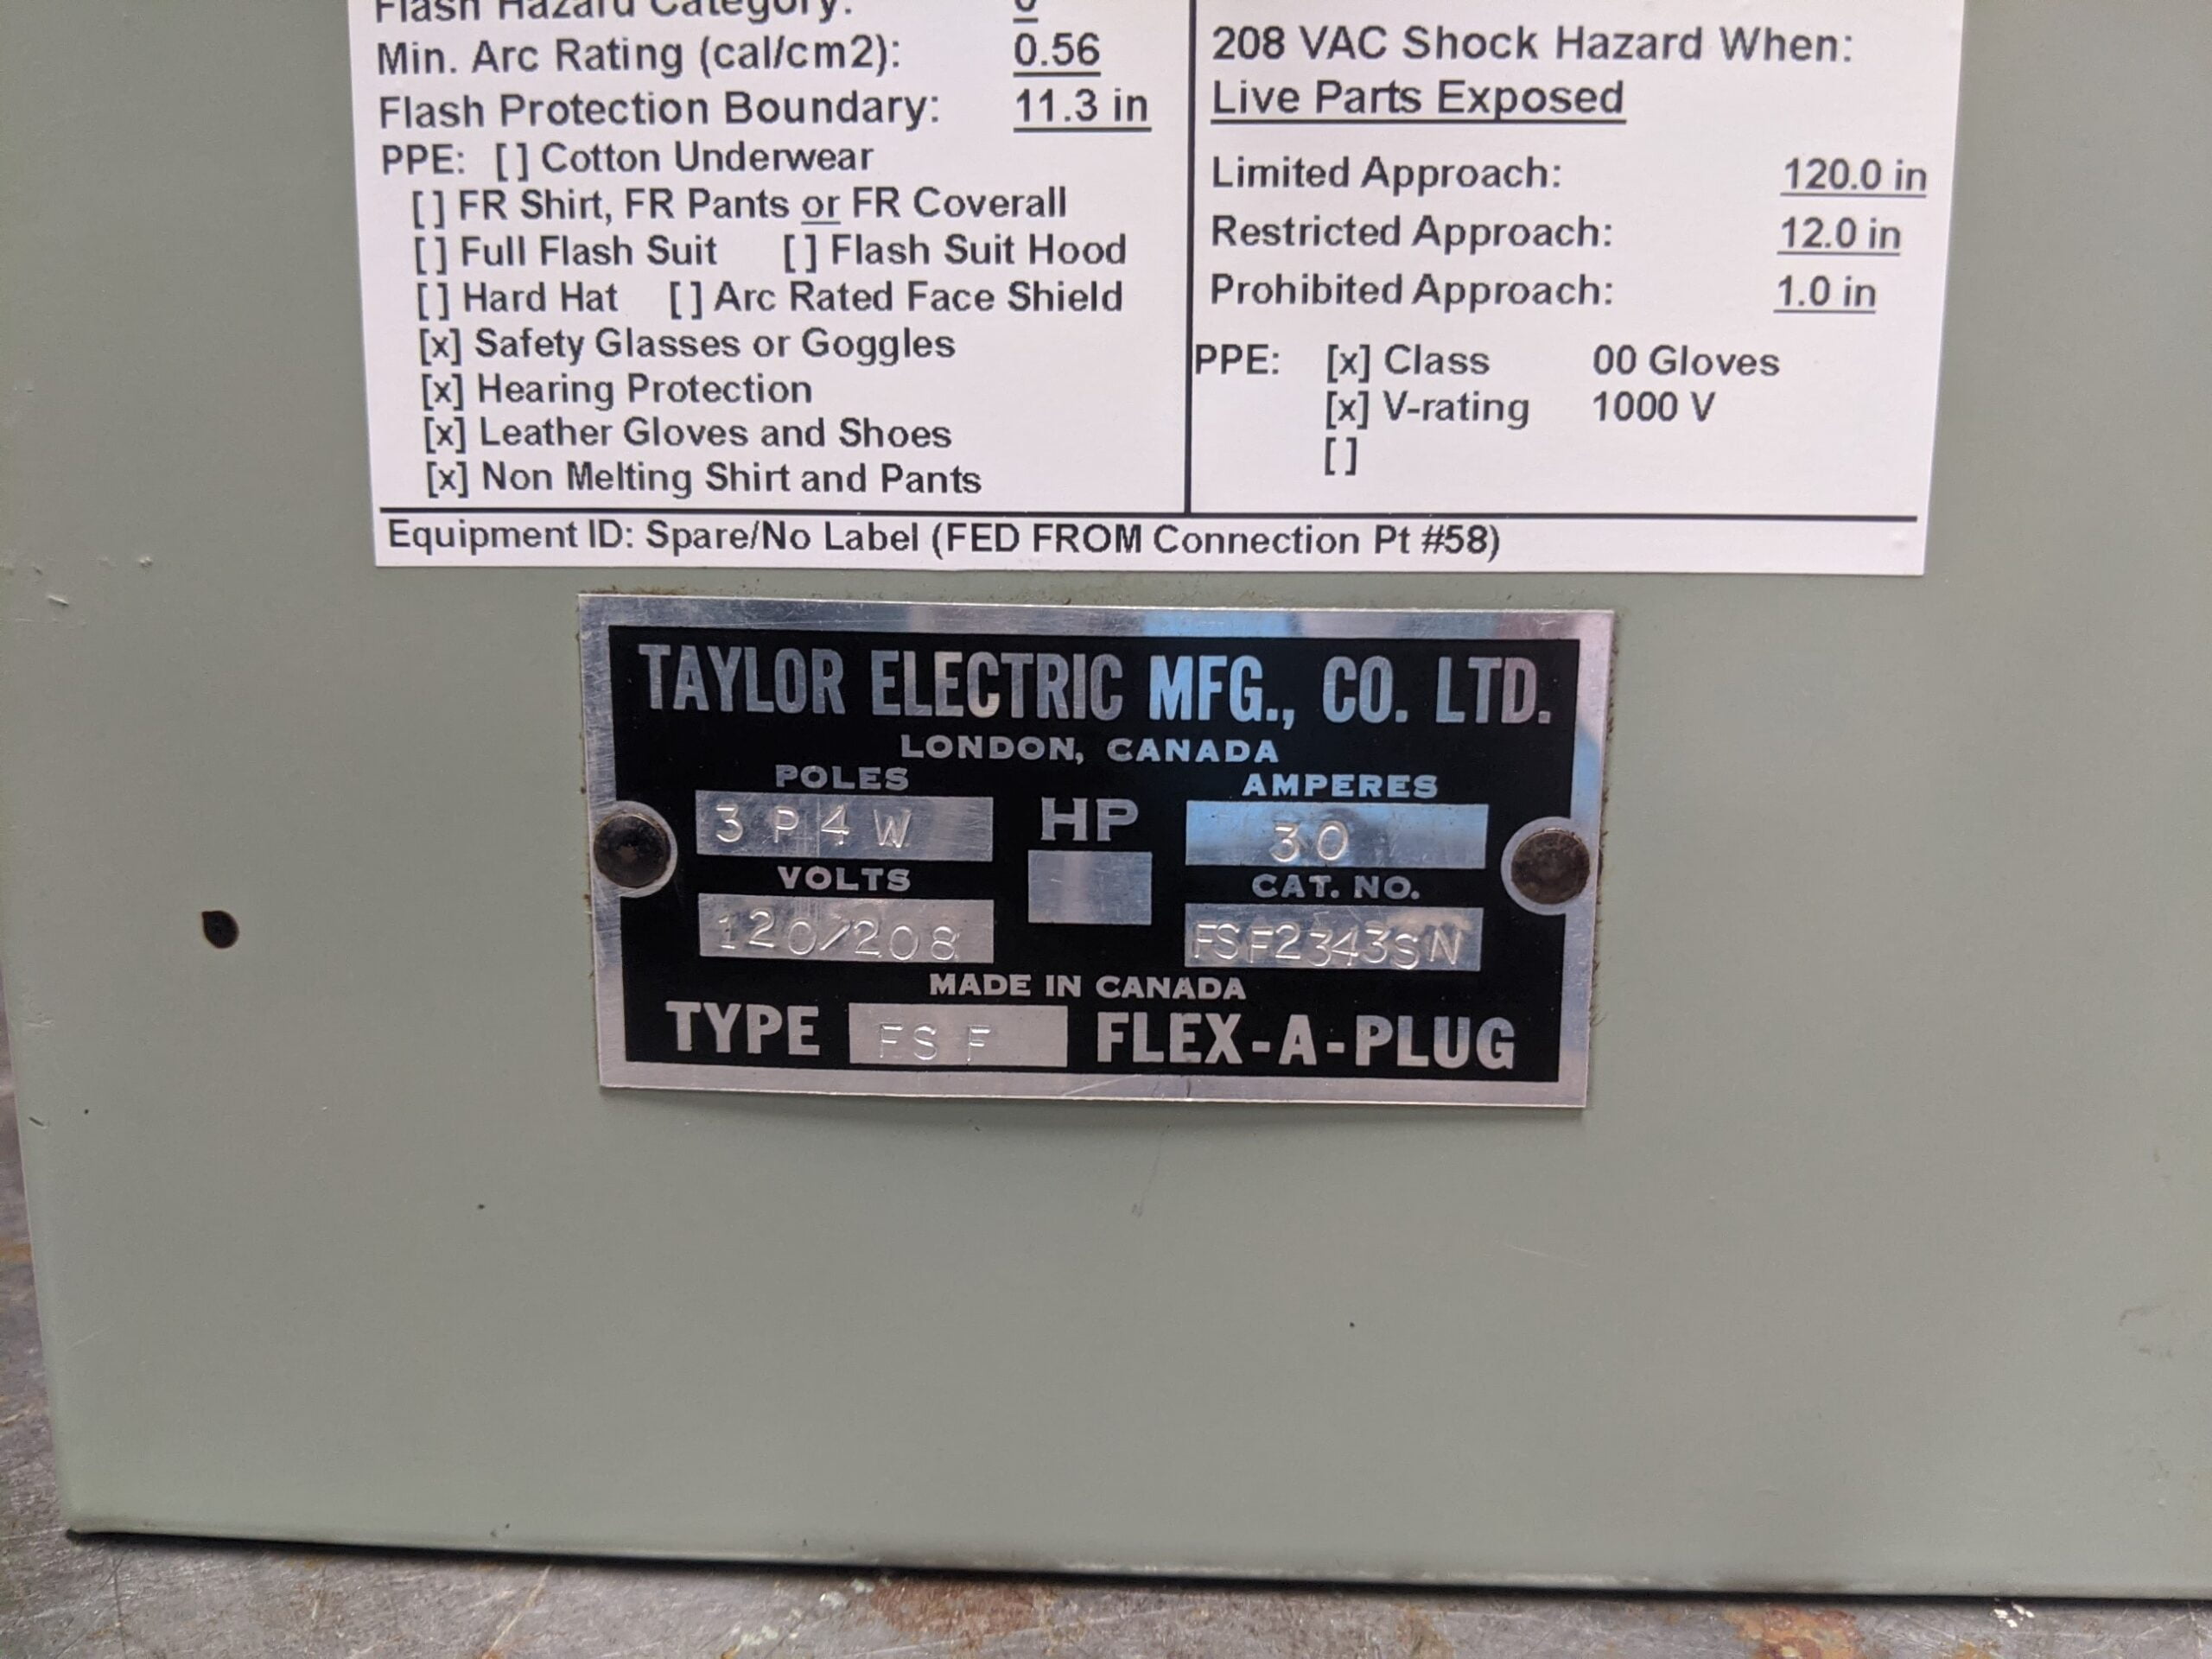 Flash Hazard Category: 0
Min. Arc Rating (cal/cm2): 0.56
Flash Protection Boundary: 11.3 in
PPE: [ ] Cotton Underwear
[ ] FR Shirt, FR Pants or FR Coverall
[ ] Full Flash Suit [ ] Flash Suit Hood
[ ] Hard Hat [ ] Arc Rated Face Shield
[x] Safety Glasses or Goggles
[x] Hearing Protection
[x] Leather Gloves and Shoes
[x] Non Melting Shirt and Pants
208 VAC Shock Hazard When:
Live Parts Exposed
Limited Approach: 120.0 in
Restricted Approach: 12.0 in
Prohibited Approach: 1.0 in
PPE: [x] Class 00 Gloves
[x] V-rating 1000 V
[ ]
Equipment ID: Spare/No Label (FED FROM Connection Pt #58)
TAYLOR ELECTRIC MFG., CO. LTD.
LONDON, CANADA
POLES
3P4W
HP
AMPERES
30
VOLTS
120/208
CAT. NO.
FSF2343SN
MADE IN CANADA
TYPE FSF FLEX-A-PLUG